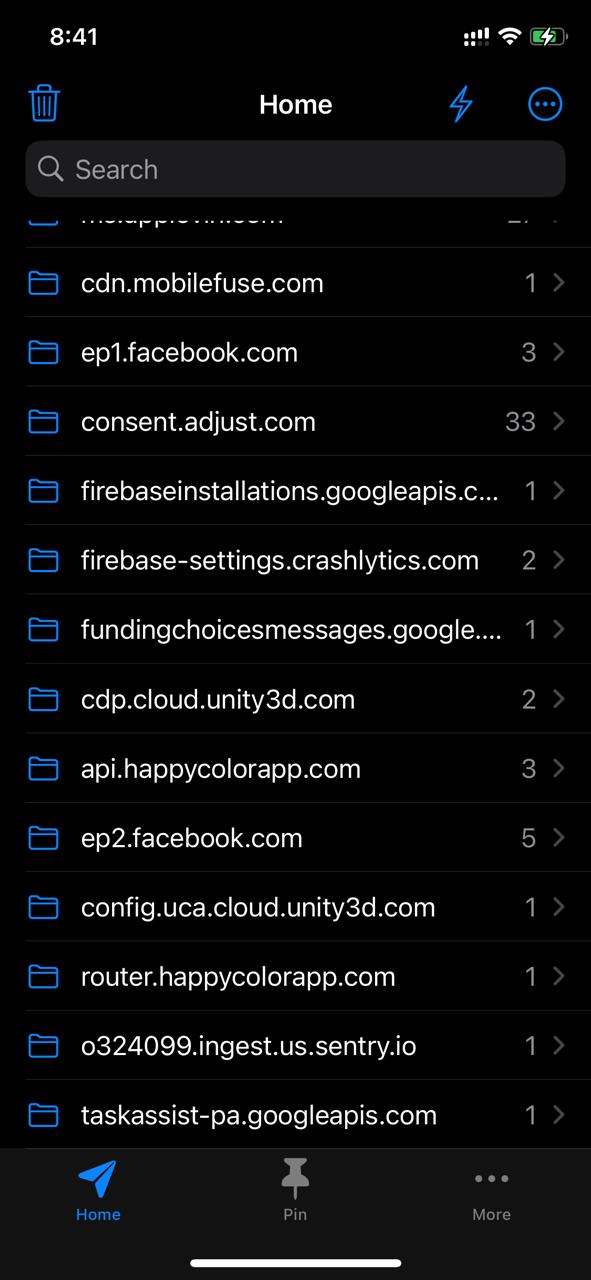 8:41
Home
Search
cdn.mobilefuse.com 1
ep1.facebook.com 3
consent.adjust.com 33
firebaseinstallations.googleapis.c... 1
firebase-settings.crashlytics.com 2
fundingchoicesmessages.google.... 1
cdp.cloud.unity3d.com 2
api.happycolorapp.com 3
ep2.facebook.com 5
config.uca.cloud.unity3d.com 1
router.happycolorapp.com 1
o324099.ingest.us.sentry.io 1
taskassist-pa.googleapis.com 1
Home Pin More